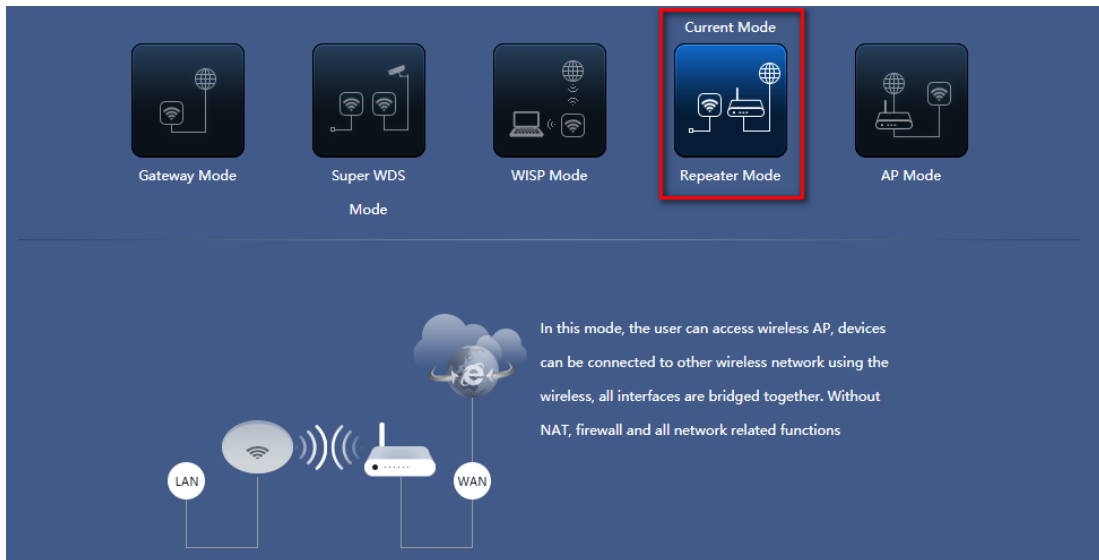 Current Mode
Gateway Mode
Super WDS
Mode
WISP Mode
Repeater Mode
AP Mode
In this mode, the user can access wireless AP, devices
can be connected to other wireless network using the
wireless, all interfaces are bridged together. Without
NAT, firewall and all network related functions
LAN
WAN